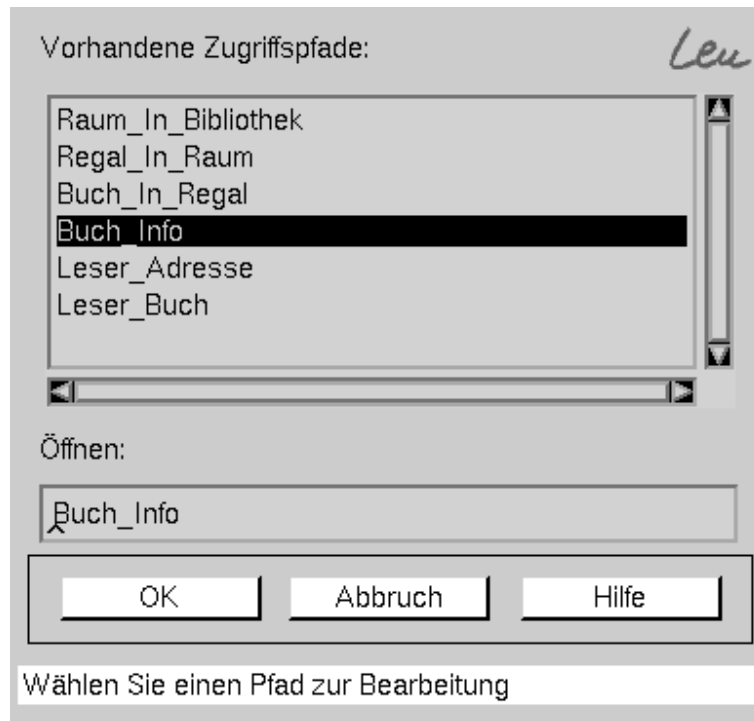 Vorhandene Zugriffspfade:
Leu
Raum_In_Bibliothek
Regal_In_Raum
Buch_In_Regal
Buch_Info
Leser_Adresse
Leser_Buch
Öffnen:
Buch_Info
OK
Abbruch
Hilfe
Wählen Sie einen Pfad zur Bearbeitung